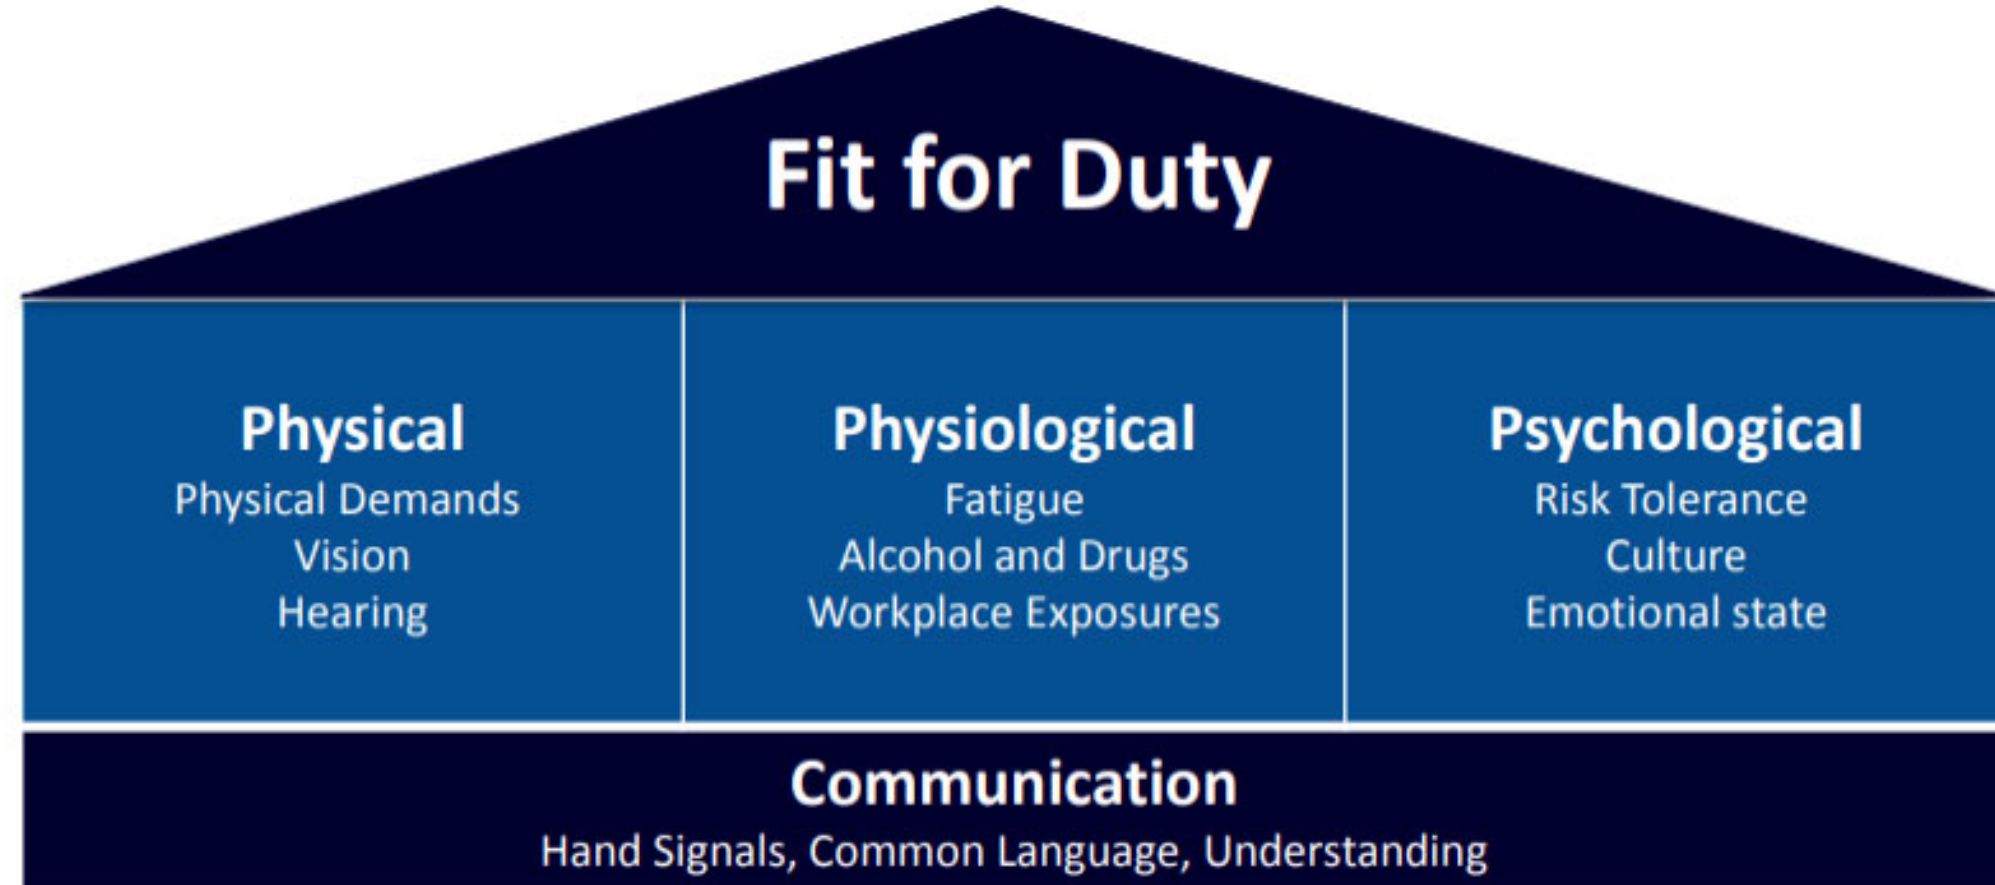 Fit for Duty
Physical
Physical Demands
Vision
Hearing
Physiological
Fatigue
Alcohol and Drugs
Workplace Exposures
Psychological
Risk Tolerance
Culture
Emotional state
Communication
Hand Signals, Common Language, Understanding